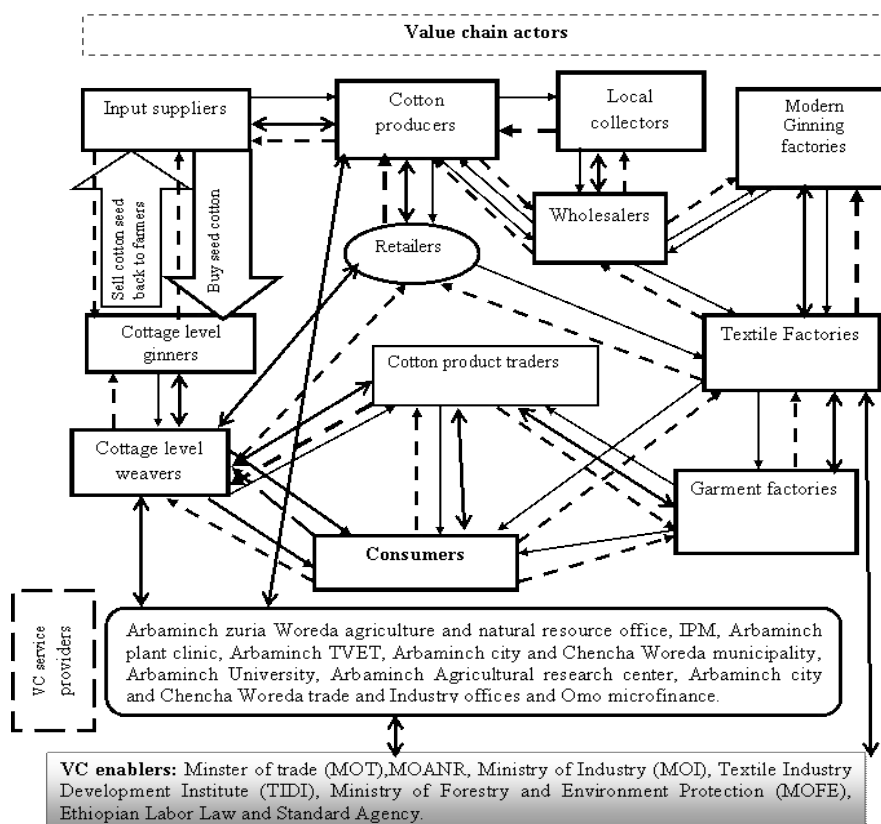 Value chain actors
Input suppliers
Cotton
producers
Local
collectors
Modern
Ginning
factories
Sell cotton seed
back to farmers
Buy seed cotton
Wholesalers
Retailers
Cottage level
ginners
Cotton product traders
Textile Factories
Cottage level
weavers
Garment factories
Consumers
VC service
providers
Arbaminch zuria Woreda agriculture and natural resource office, IPM, Arbaminch
plant clinic, Arbaminch TVET, Arbaminch city and Chencha Woreda municipality,
Arbaminch University, Arbaminch Agricultural research center, Arbaminch city
and Chencha Woreda trade and Industry offices and Omo microfinance.
VC enablers: Minster of trade (MOT),MOANR, Ministry of Industry (MOI), Textile Industry
Development Institute (TIDI), Ministry of Forestry and Environment Protection (MOFE),
Ethiopian Labor Law and Standard Agency.